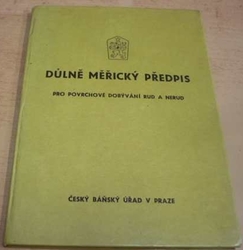 DŮLNĚ MĚŘICKÝ PŘEDPIS
PRO POVRCHOVÉ DOBÝVÁNÍ RUD A NERUD
ČESKÝ BÁŇSKÝ ÚŘAD V PRAZE